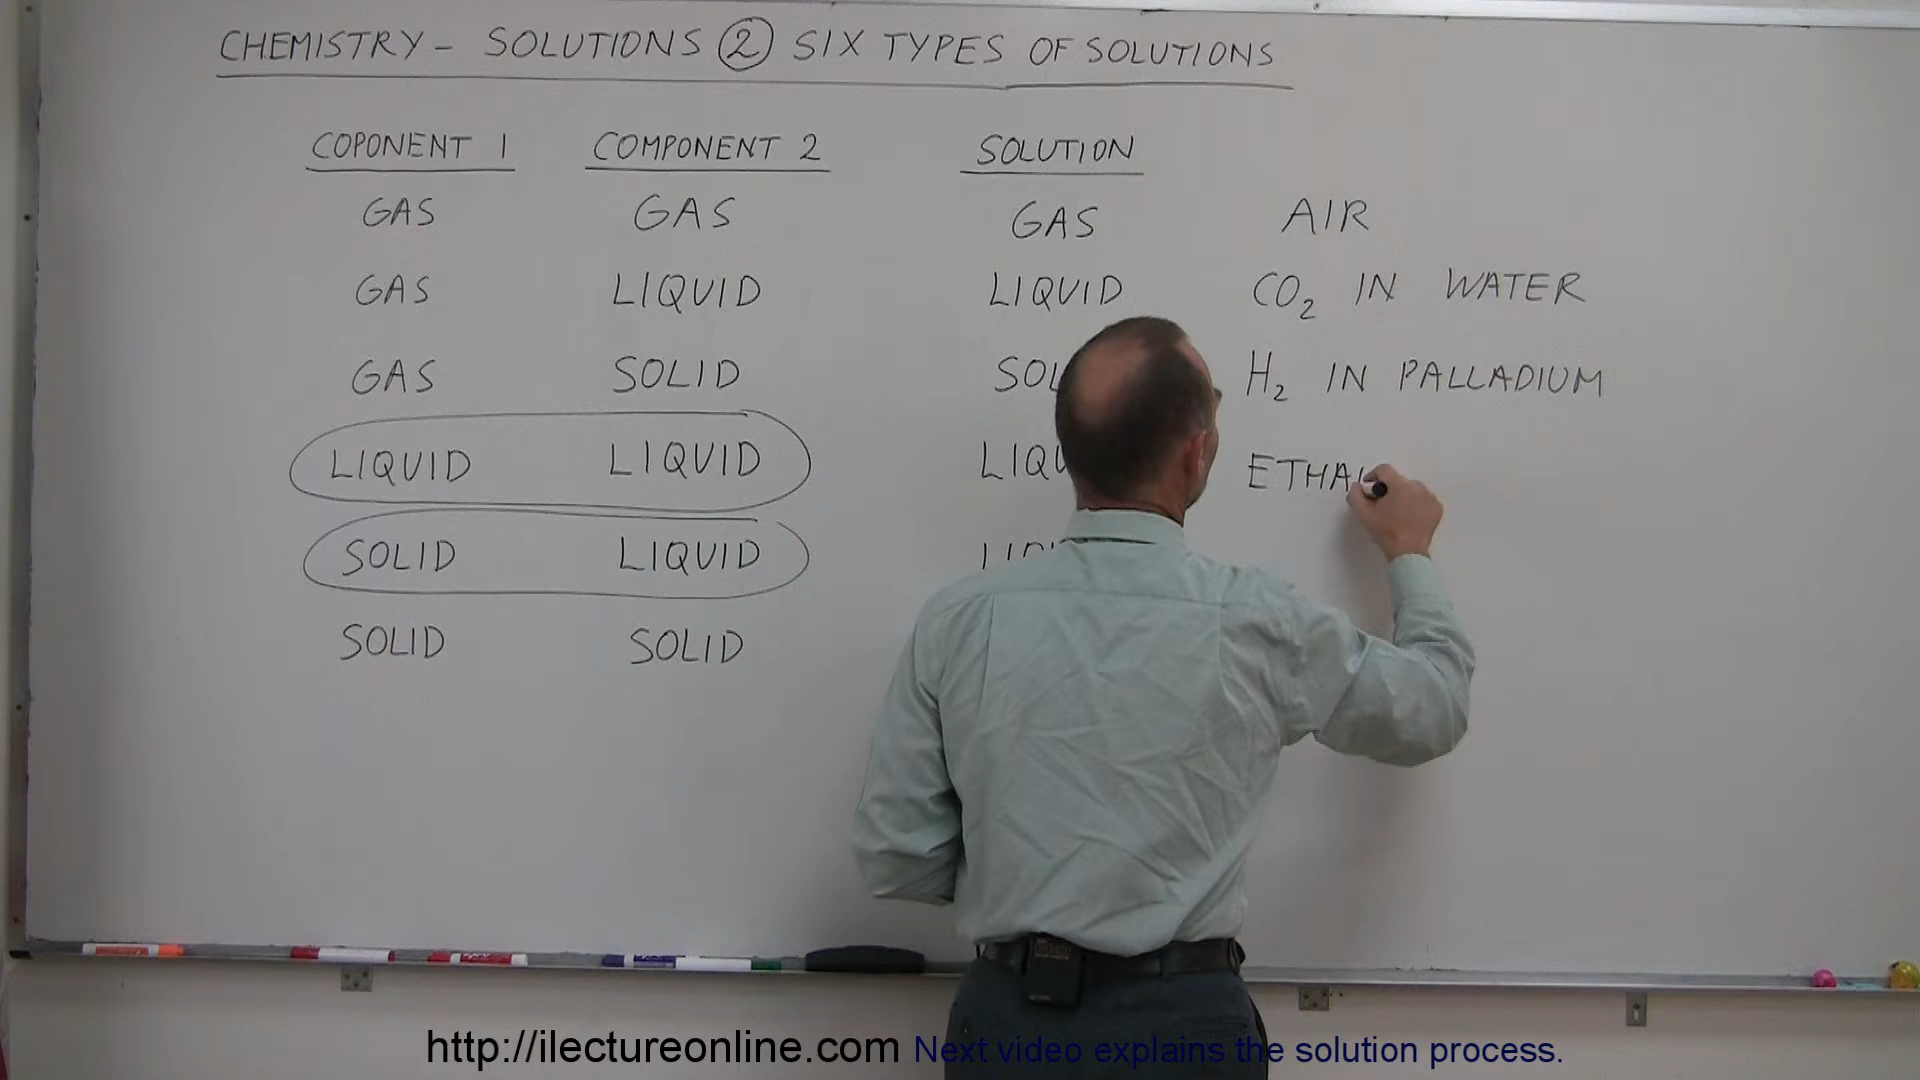 CHEMISTRY - SOLUTIONS ② SIX TYPES OF SOLUTIONS
COPONENT 1 COMPONENT 2 SOLUTION
GAS GAS GAS AIR
GAS LIQUID LIQUID CO₂ IN WATER
GAS SOLID H₂ IN PALLADIUM
LIQUID LIQUID
SOLID LIQUID
SOLID SOLID
http://ilectureonline.com Next video explains the solution process.